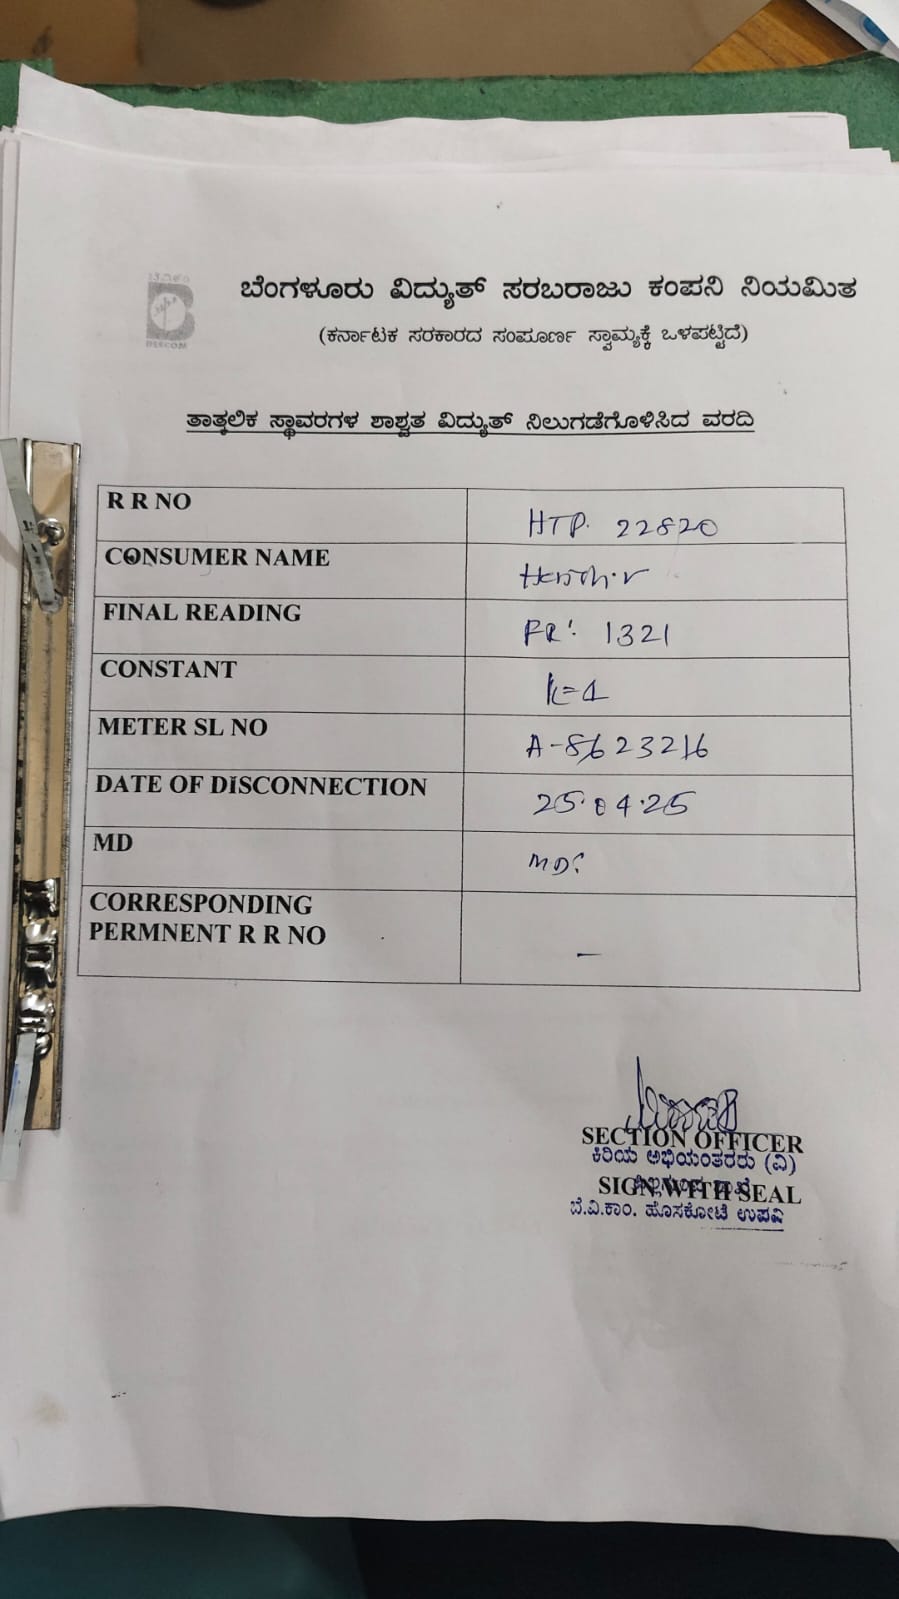 ಬೆವಿಕಂ
BESCOM
ಬೆಂಗಳೂರು ವಿದ್ಯುತ್ ಸರಬರಾಜು ಕಂಪನಿ ನಿಯಮಿತ
(ಕರ್ನಾಟಕ ಸರಕಾರದ ಸಂಪೂರ್ಣ ಸ್ವಾಮ್ಯಕ್ಕೆ ಒಳಪಟ್ಟಿದೆ)
ತಾತ್ಕಲಿಕ ಸ್ಥಾವರಗಳ ಶಾಶ್ವತ ವಿದ್ಯುತ್ ನಿಲುಗಡೆಗೊಳಿಸಿದ ವರದಿ
R R NO HTP. 22820
CONSUMER NAME
FINAL READING FR: 1321
CONSTANT K=1
METER SL NO A-8623216
DATE OF DISCONNECTION 25.04.25
MD MD:
CORRESPONDING
PERMNENT R R NO –
SECTION OFFICER
ಕಿರಿಯ ಅಭಿಯಂತರರು (ವಿ)
SIGN WITH SEAL
ಬೆ.ವಿ.ಕಾಂ. ಹೊಸಕೋಟೆ ಉಪವಿ